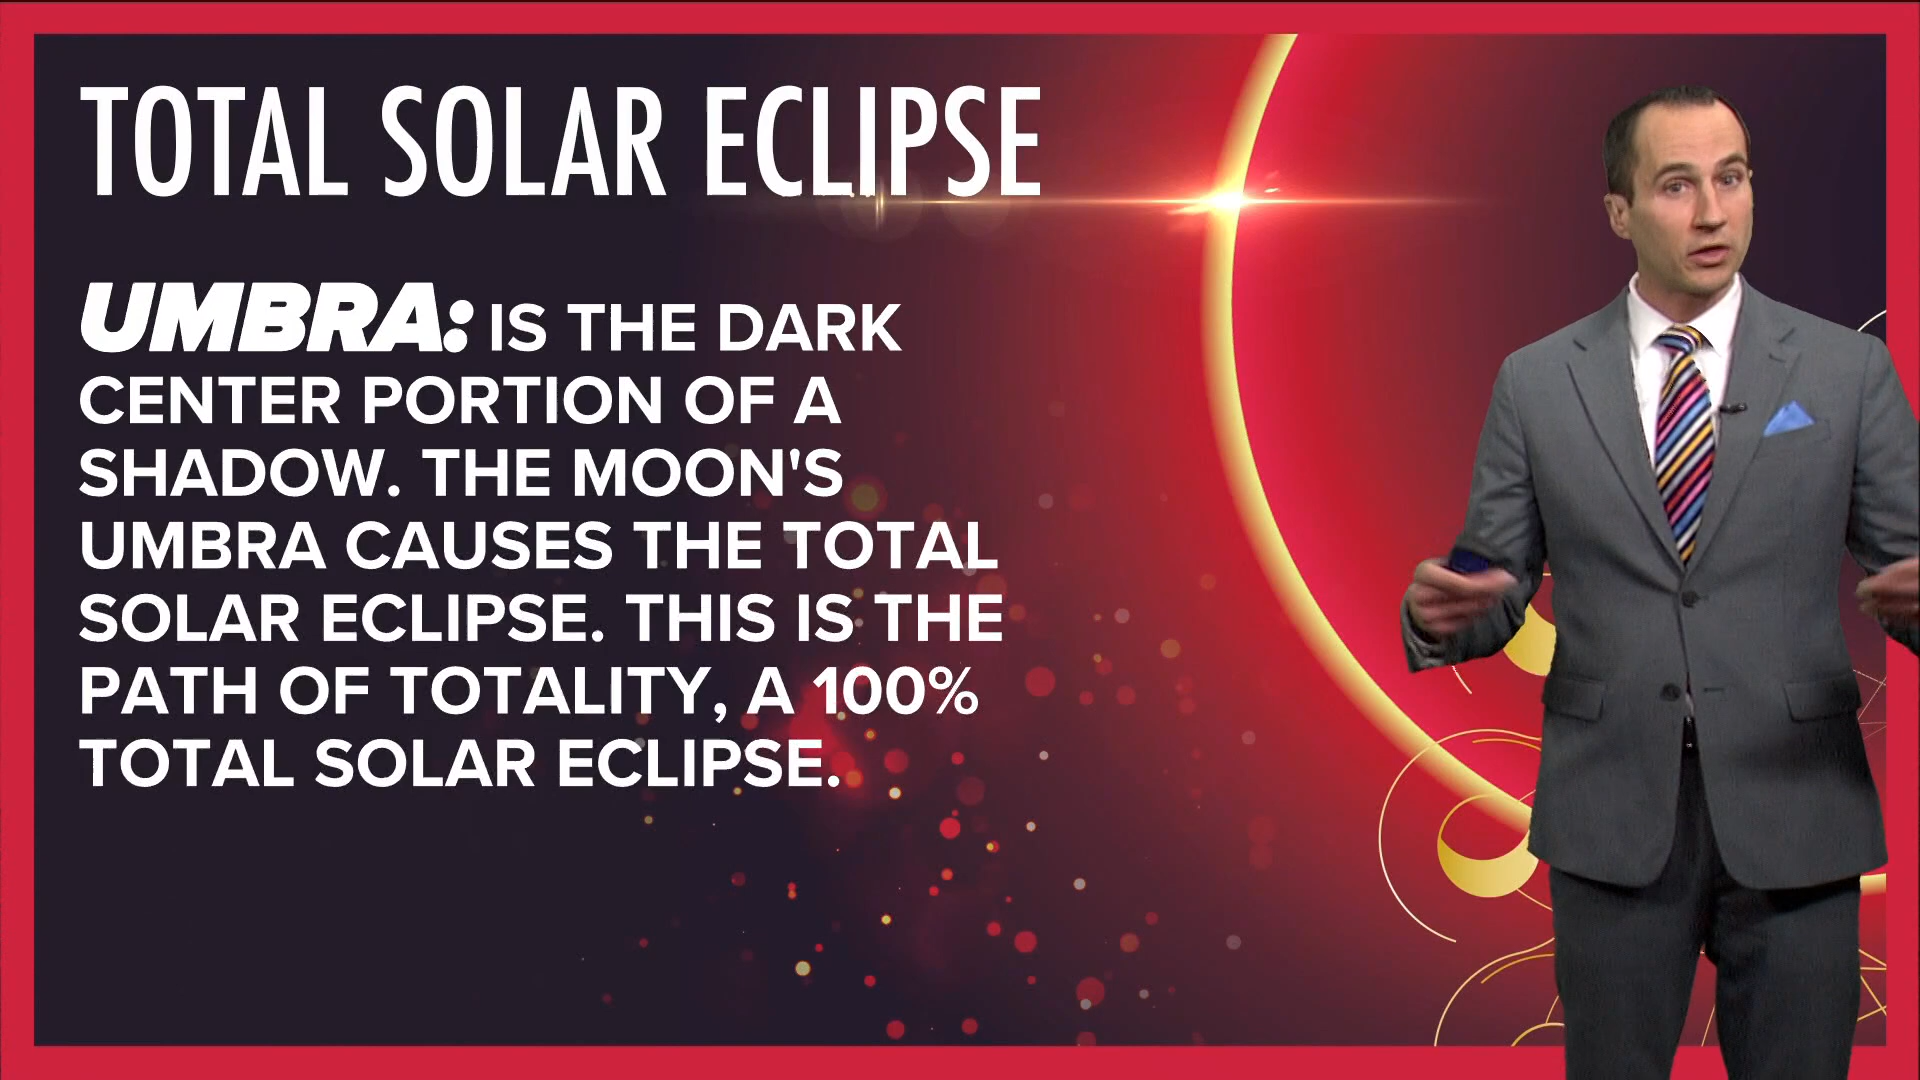 TOTAL SOLAR ECLIPSE
UMBRA: IS THE DARK
CENTER PORTION OF A
SHADOW. THE MOON'S
UMBRA CAUSES THE TOTAL
SOLAR ECLIPSE. THIS IS THE
PATH OF TOTALITY, A 100%
TOTAL SOLAR ECLIPSE.